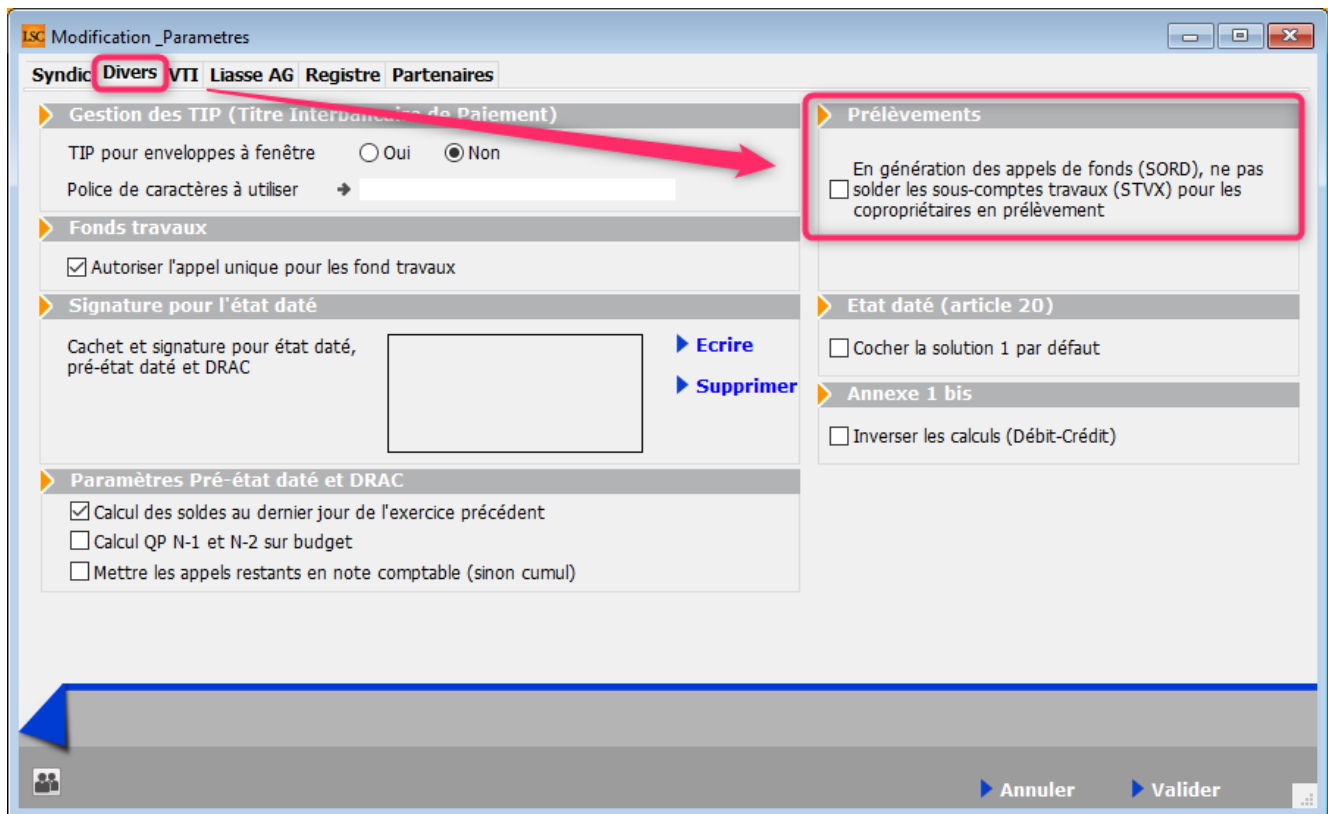 LSC Modification _Parametres
Syndic Divers VTI Liasse AG Registre Partenaires
Gestion des TIP (Titre Interbancaire de Paiement)
TIP pour enveloppes à fenêtre Oui Non
Police de caractères à utiliser
Fonds travaux
Autoriser l'appel unique pour les fond travaux
Signature pour l'état daté
Cachet et signature pour état daté,
pré-état daté et DRAC
Ecrire
Supprimer
Paramètres Pré-état daté et DRAC
Calcul des soldes au dernier jour de l'exercice précédent
Calcul QP N-1 et N-2 sur budget
Mettre les appels restants en note comptable (sinon cumul)
Prélèvements
En génération des appels de fonds (SORD), ne pas
solder les sous-comptes travaux (STVX) pour les
copropriétaires en prélèvement
Etat daté (article 20)
Cocher la solution 1 par défaut
Annexe 1 bis
Inverser les calculs (Débit-Crédit)
Annuler Valider